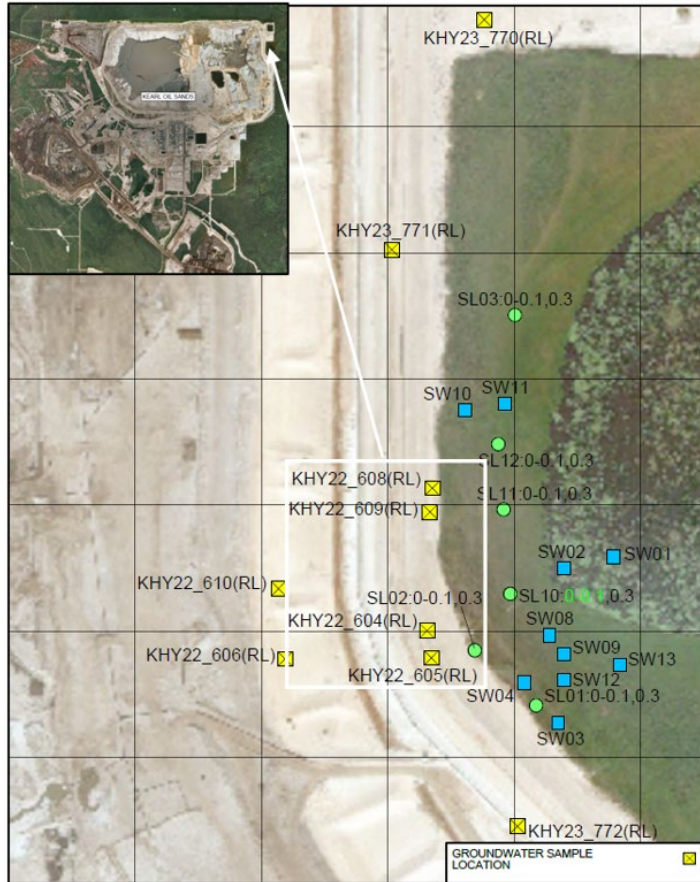 KHY23_770(RL)
KEARL OIL SANDS
KHY23_771(RL)
SL03:0-0.1,0.3
SW10
SW11
SL12:0-0.1,0.3
KHY22_608(RL)
SL11:0-0.1,0.3
KHY22_609(RL)
SW02
SW01
KHY22_610(RL)
SL02:0-0.1,0.3
SL10:0-0.1,0.3
KHY22_604(RL)
SW08
KHY22_606(RL)
KHY22_605(RL)
SW09
SW13
SW04
SW12
SL01:0-0.1,0.3
SW03
KHY23_772(RL)
GROUNDWATER SAMPLE
LOCATION